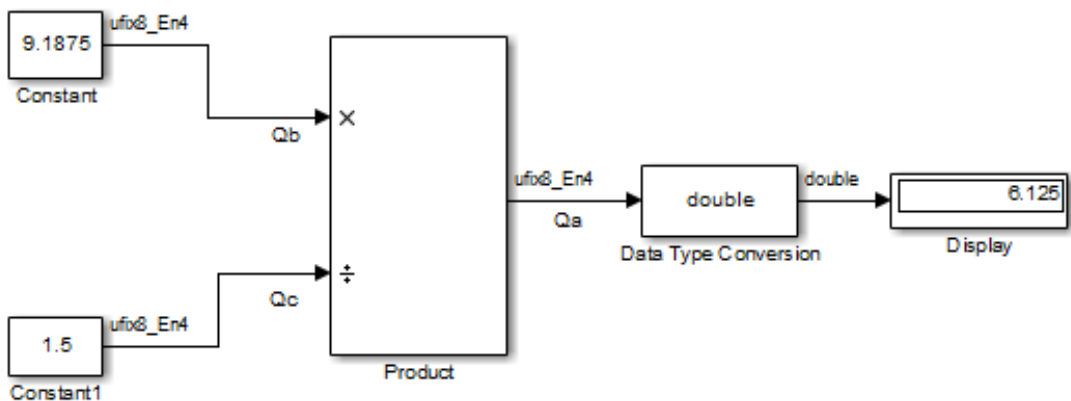 ufix8_En4
9.1875
Constant
Qb
×
ufix8_En4
Qa
double
Data Type Conversion
double
6.125
Display
÷
Qc
ufix8_En4
1.5
Constant1
Product